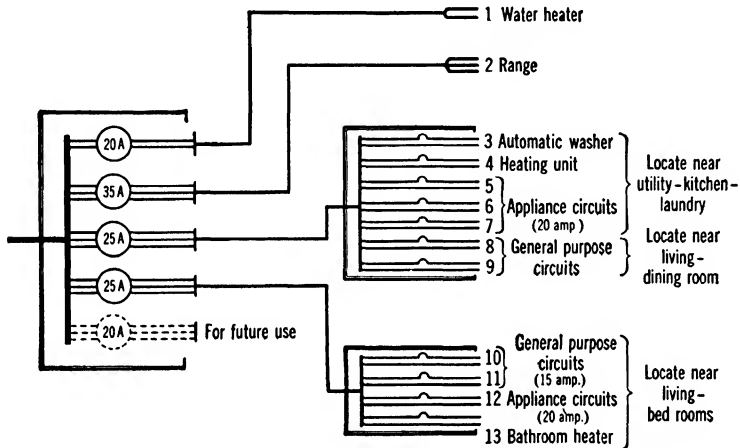 1 Water heater
2 Range
20A
35A
25A
25A
20A
For future use
3 Automatic washer
4 Heating unit
5
6
7
Appliance circuits
(20 amp)
8
9
General purpose
circuits
Locate near
utility-kitchen-
laundry
Locate near
living-
dining room
10
11
General purpose
circuits
(15 amp.)
12 Appliance circuits
(20 amp.)
13 Bathroom heater
Locate near
living-
bed rooms